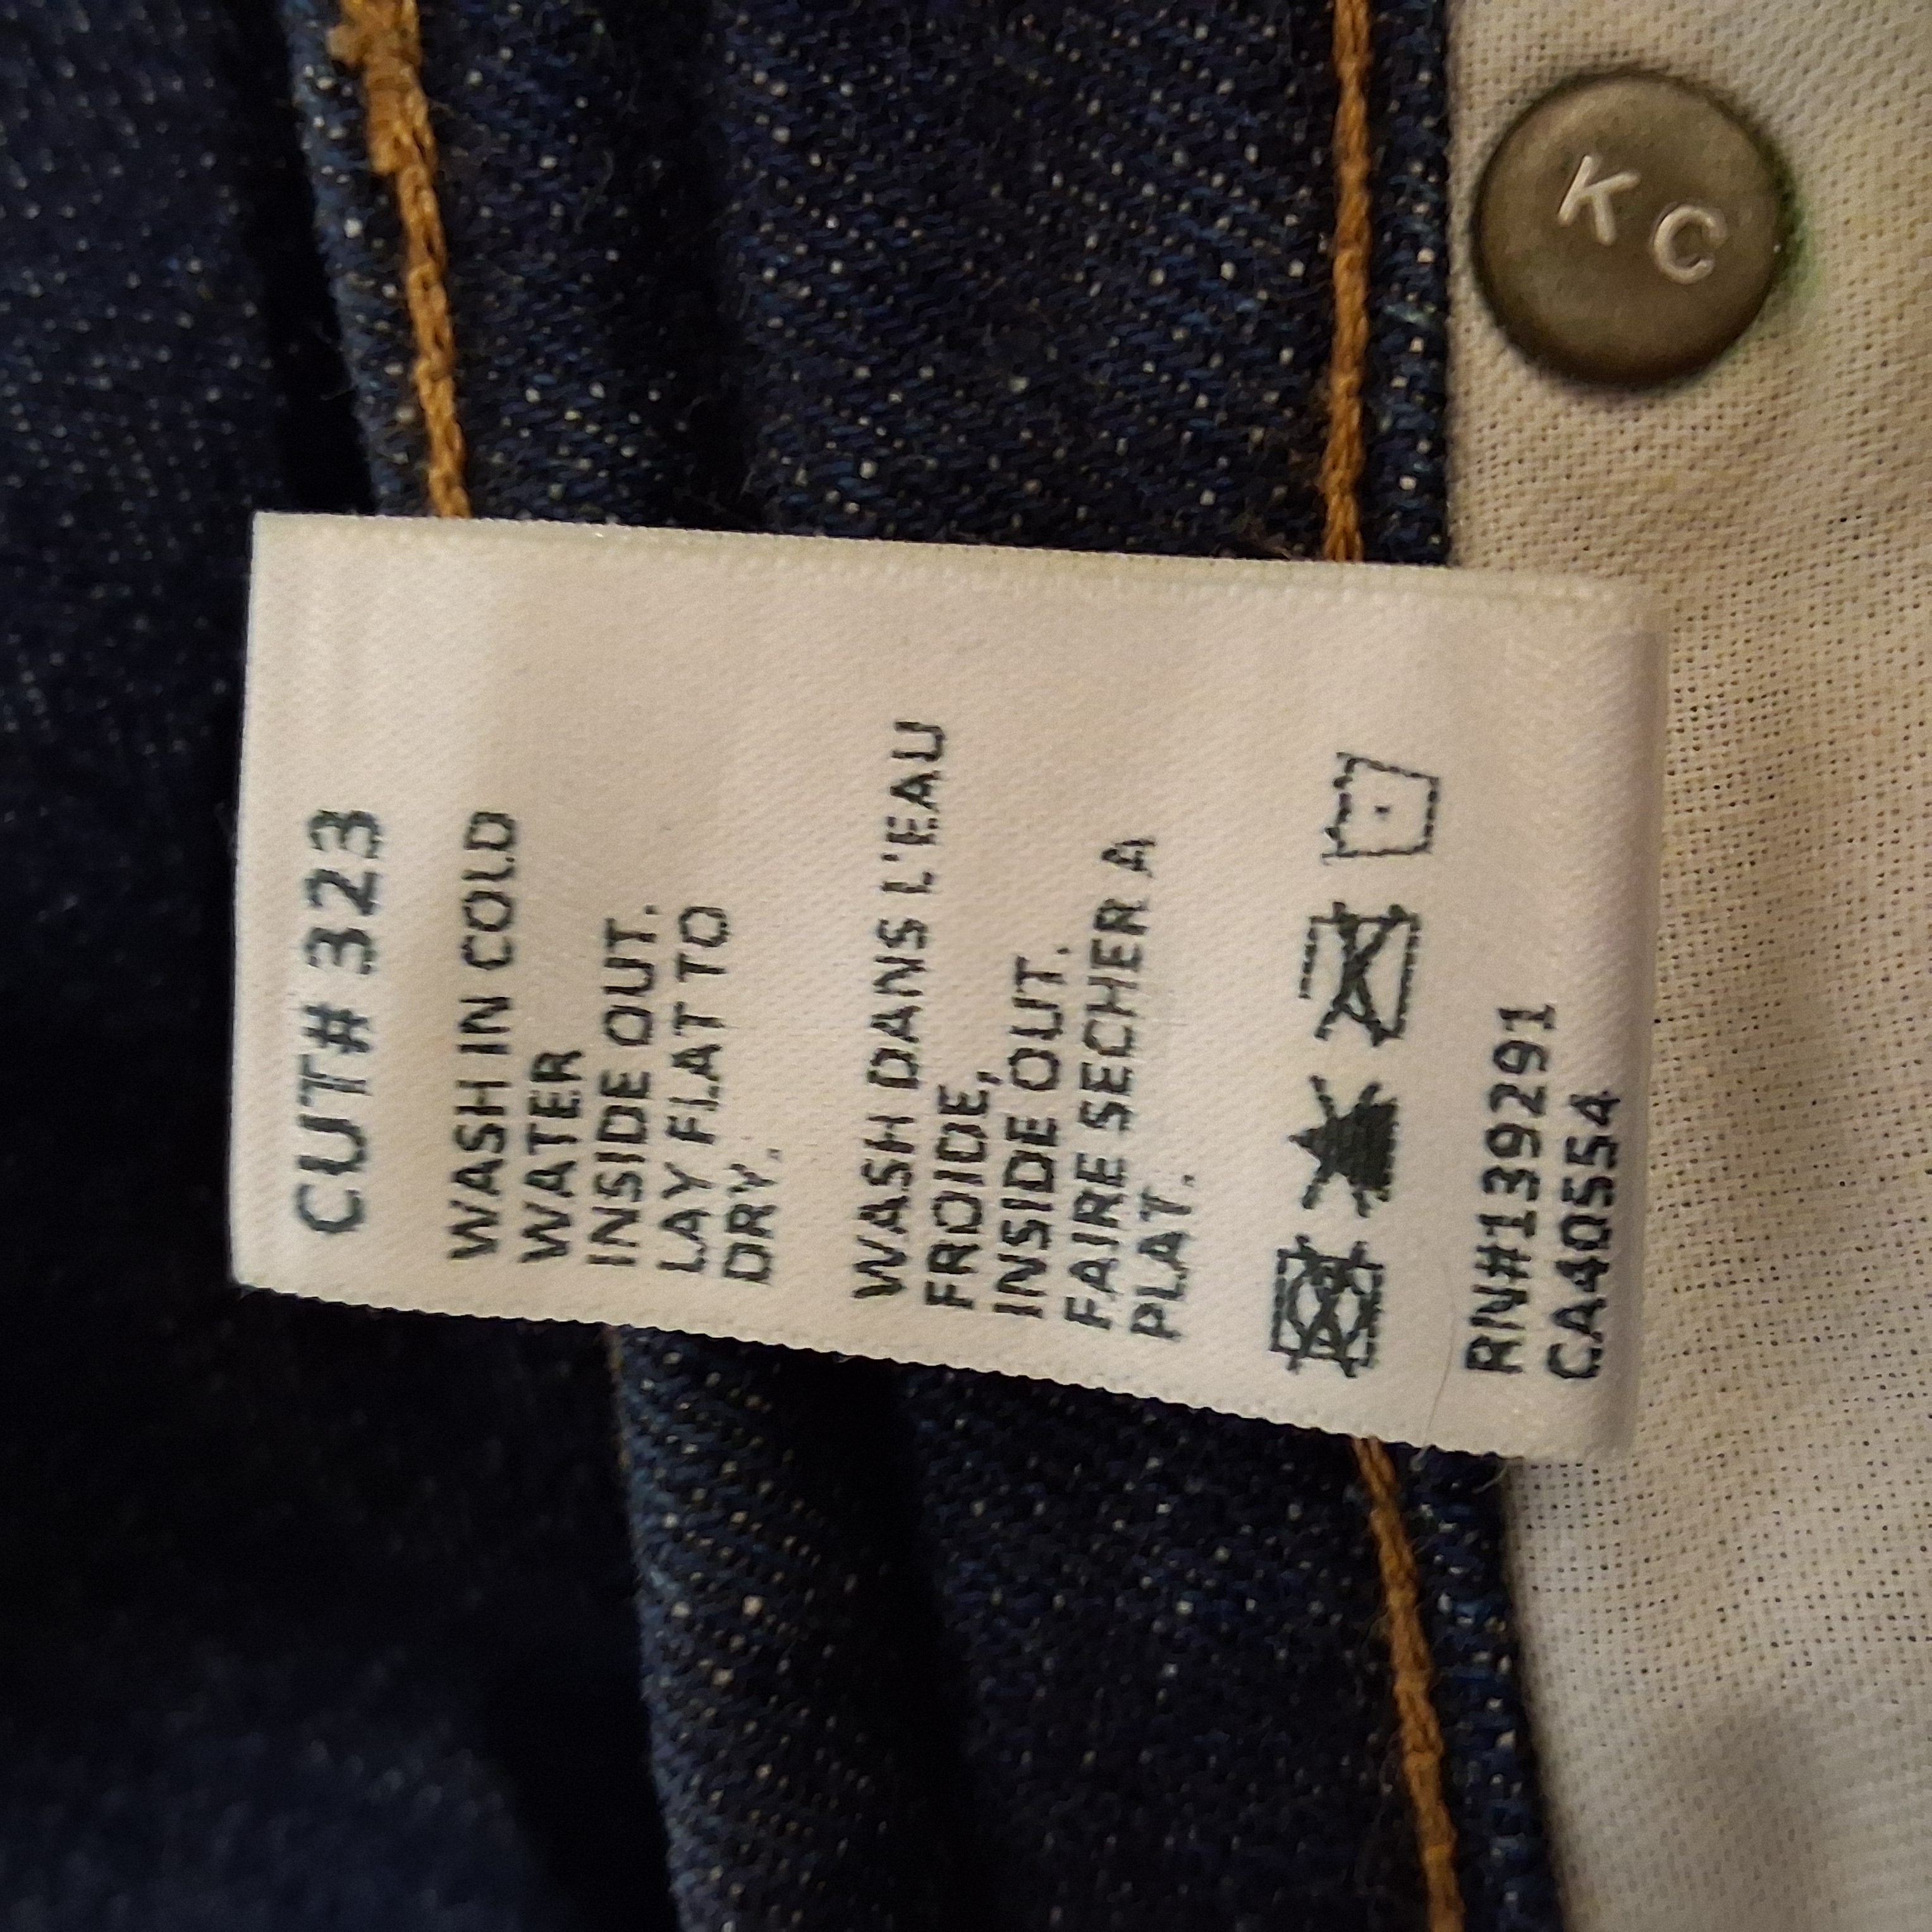 CUT# 323
WASH IN COLD
WATER
INSIDE OUT.
LAY FLAT TO
DRY.
WASH DANS L'EAU
FROIDE,
INSIDE OUT.
FAIRE SECHER A
PLAT.
RN#139291
CA40554
K C